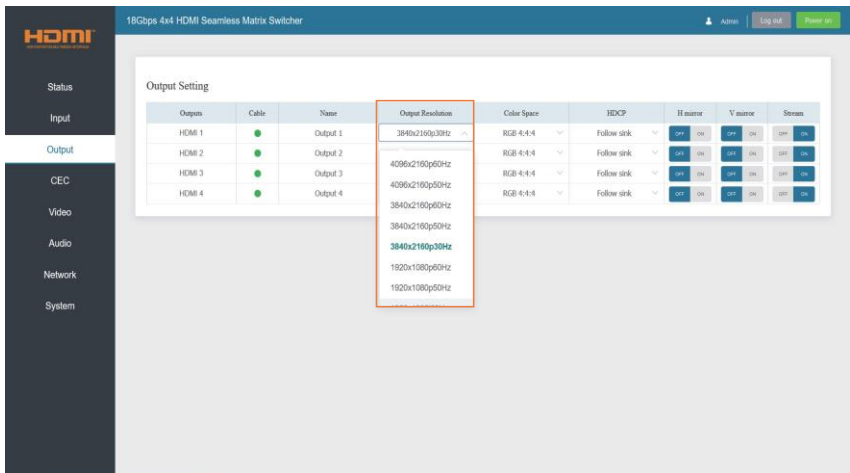 18Gbps 4x4 HDMI Seamless Matrix Switcher Admin Log out Power on
HDMI
Status
Input
Output
CEC
Video
Audio
Network
System
Output Setting
Outputs Cable Name Output Resolution Color Space HDCP H mirror V mirror Stream
HDMI 1 Output 1 3840x2160p30Hz RGB 4:4:4 Follow sink OFF ON OFF ON OFF ON
HDMI 2 Output 2 RGB 4:4:4 Follow sink OFF ON OFF ON OFF ON
HDMI 3 Output 3 RGB 4:4:4 Follow sink OFF ON OFF ON OFF ON
HDMI 4 Output 4 RGB 4:4:4 Follow sink OFF ON OFF ON OFF ON
4096x2160p60Hz
4096x2160p50Hz
3840x2160p60Hz
3840x2160p50Hz
3840x2160p30Hz
1920x1080p60Hz
1920x1080p50Hz